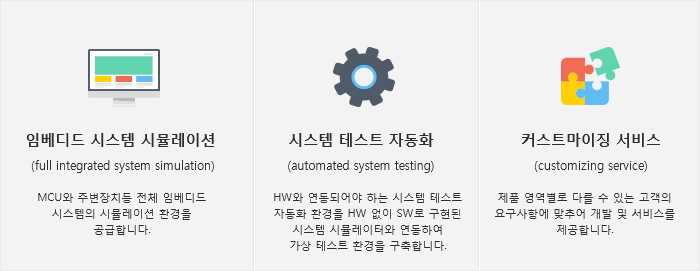 임베디드 시스템 시뮬레이션
(full integrated system simulation)
MCU와 주변장치등 전체 임베디드
시스템의 시뮬레이션 환경을
공급합니다.
시스템 테스트 자동화
(automated system testing)
HW와 연동되어야 하는 시스템 테스트
자동화 환경을 HW 없이 SW로 구현된
시스템 시뮬레이터와 연동하여
가상 테스트 환경을 구축합니다.
커스트마이징 서비스
(customizing service)
제품 영역별로 다를 수 있는 고객의
요구사항에 맞추어 개발 및 서비스를
제공합니다.